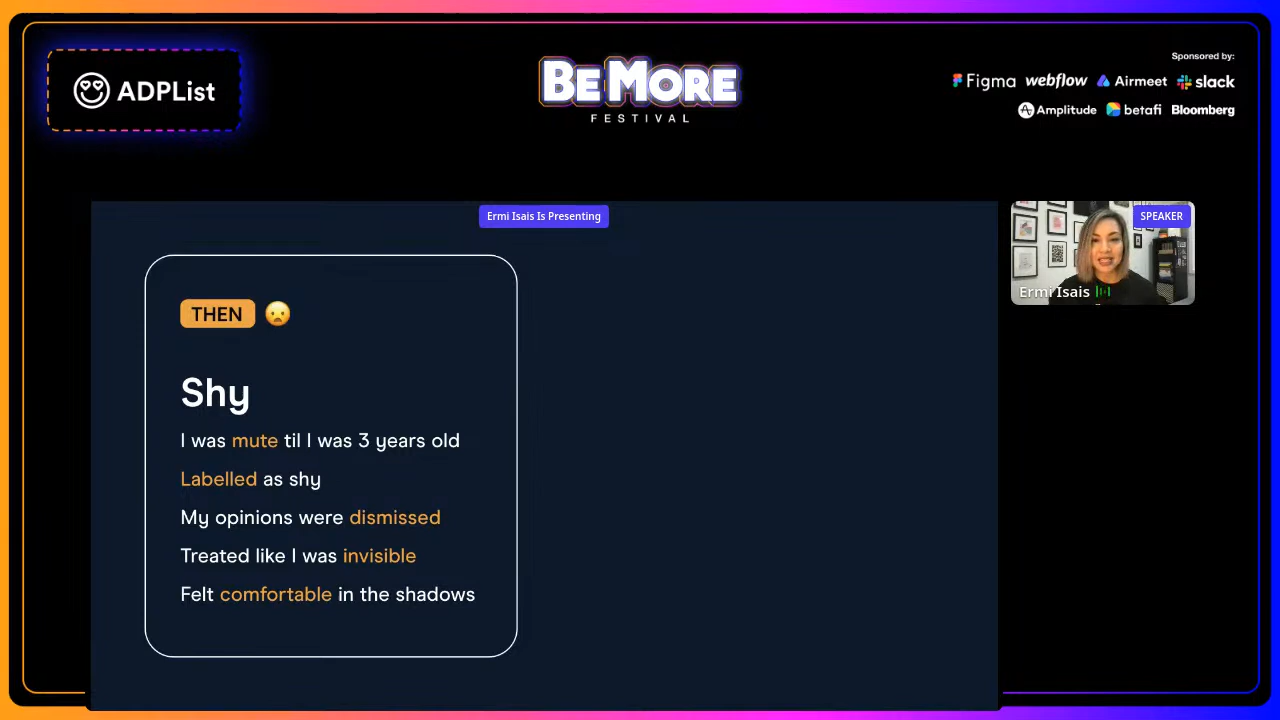 ADPList
BE MORE
FESTIVAL
Sponsored by:
Figma webflow Airmeet slack
Amplitude betafi Bloomberg
Ermi Isais Is Presenting
SPEAKER
Ermi Isais
THEN
Shy
I was mute til I was 3 years old
Labelled as shy
My opinions were dismissed
Treated like I was invisible
Felt comfortable in the shadows